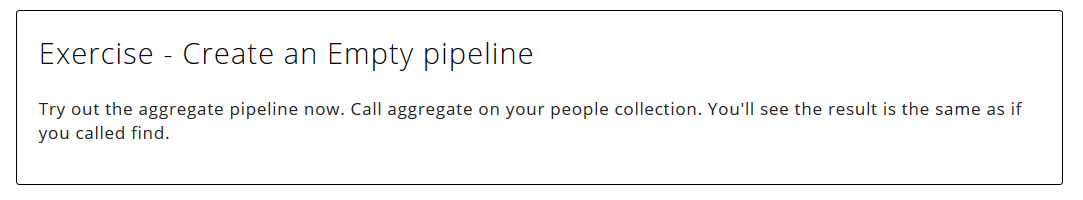 Exercise - Create an Empty pipeline
Try out the aggregate pipeline now. Call aggregate on your people collection. You'll see the result is the same as if
you called find.